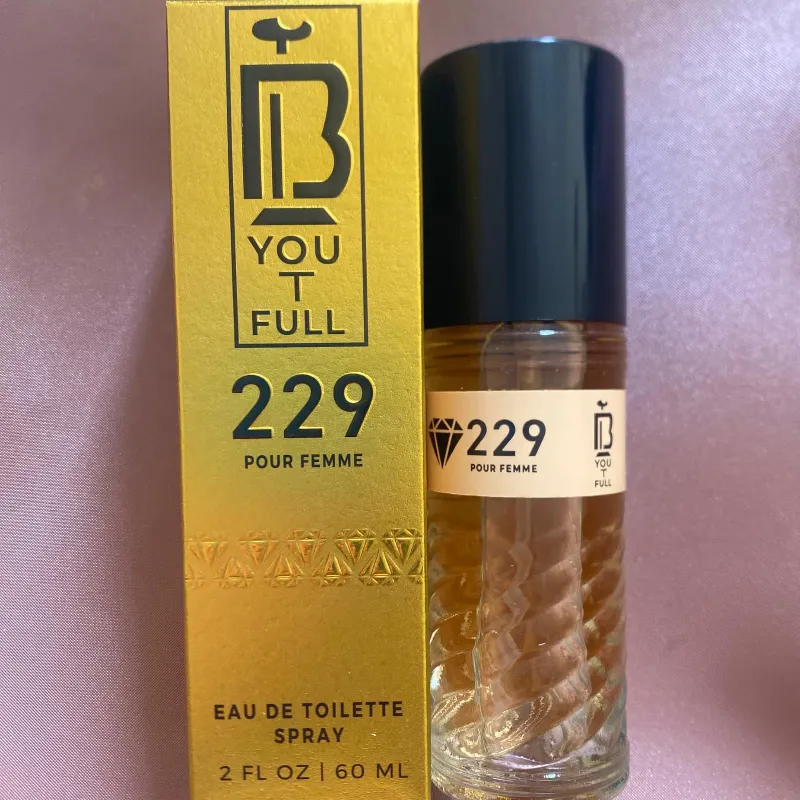 B
YOU
T
FULL
229
POUR FEMME
EAU DE TOILETTE
SPRAY
2 FL OZ | 60 ML
229
POUR FEMME
B
YOU
T
FULL